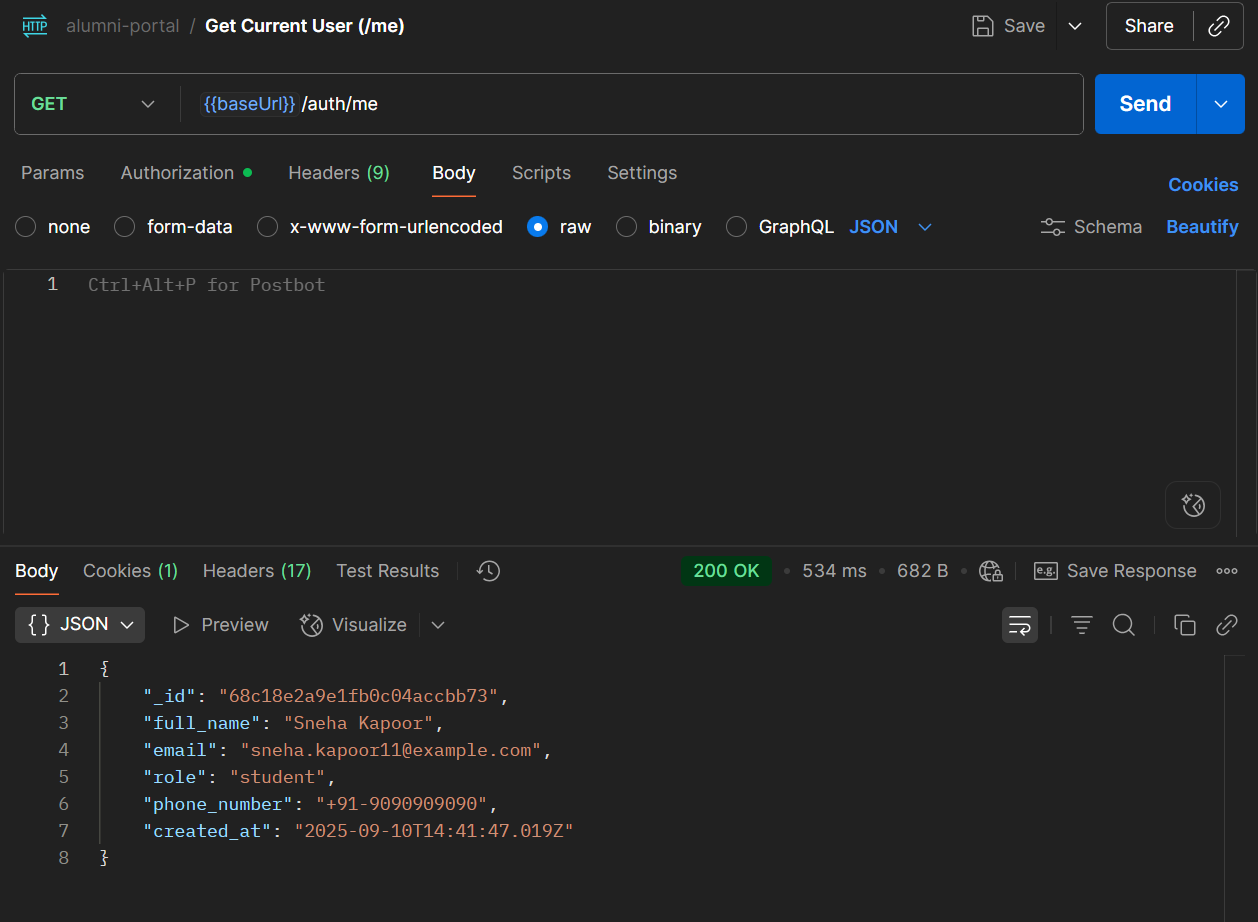 HTTP alumni-portal / Get Current User (/me) Save Share
GET {{baseUrl}} /auth/me Send
Params Authorization Headers (9) Body Scripts Settings Cookies
none form-data x-www-form-urlencoded raw binary GraphQL JSON Schema Beautify
1 Ctrl+Alt+P for Postbot
Body Cookies (1) Headers (17) Test Results 200 OK • 534 ms • 682 B • e.g. Save Response
{} JSON Preview Visualize
1 {
2 "_id": "68c18e2a9e1fb0c04accbb73",
3 "full_name": "Sneha Kapoor",
4 "email": "sneha.kapoor11@example.com",
5 "role": "student",
6 "phone_number": "+91-9090909090",
7 "created_at": "2025-09-10T14:41:47.019Z"
8 }